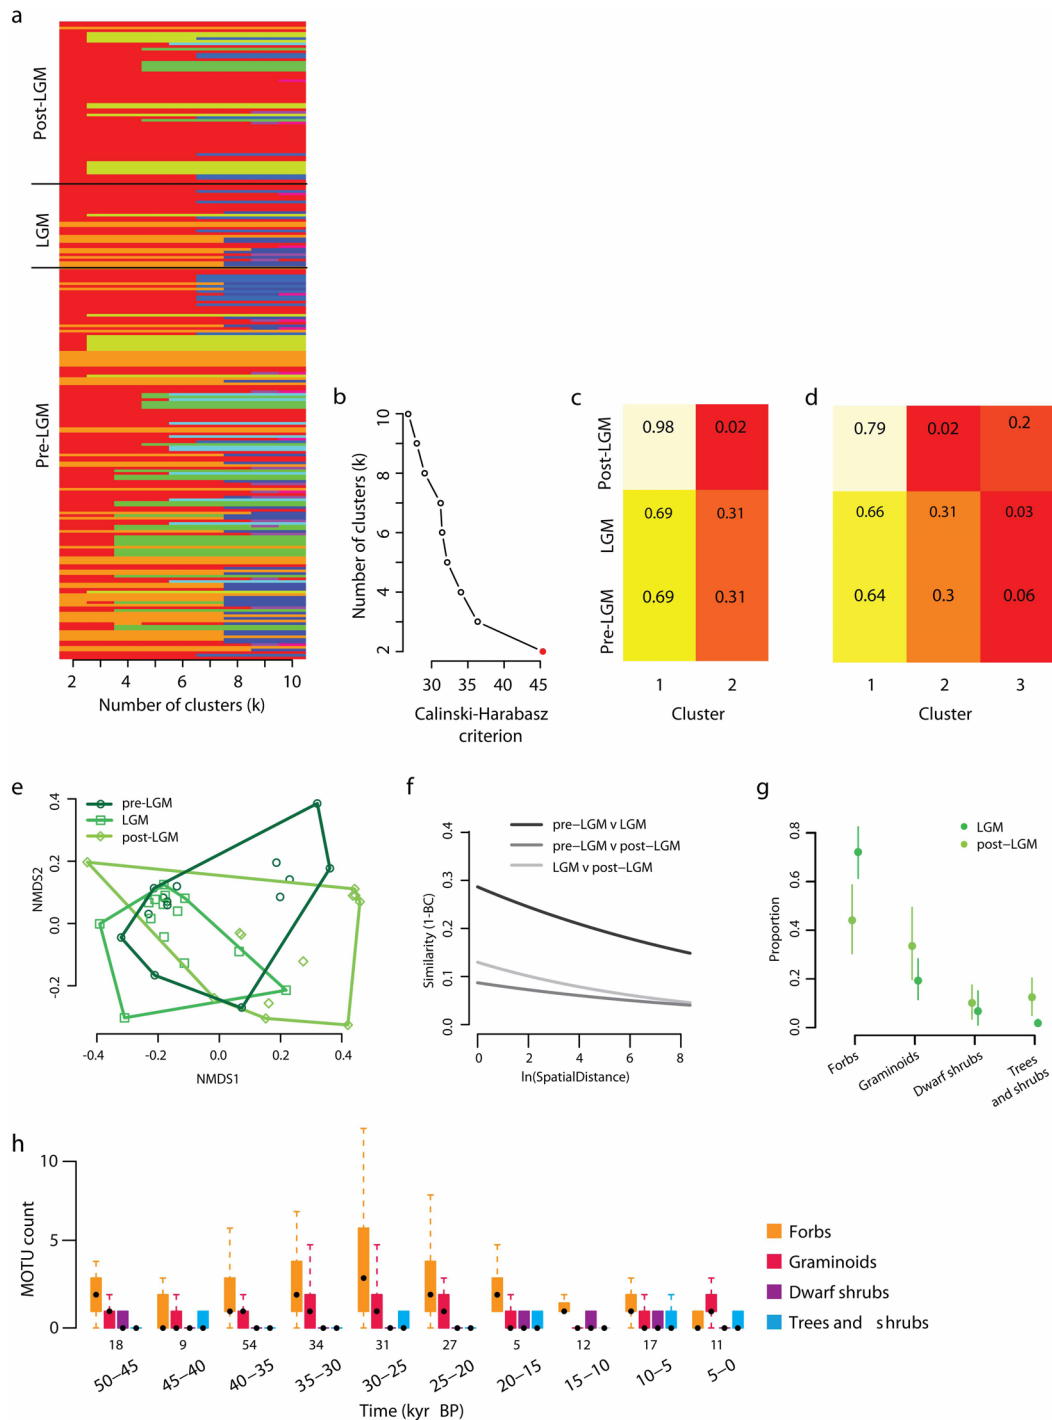 a
Post-LGM
LGM
Pre-LGM
2 4 6 8 10
Number of clusters (k)
b
10
8
6
4
2
Number of clusters (k)
30 35 40 45
Calinski-Harabasz
criterion
c
Post-LGM
LGM
Pre-LGM
0.98 0.02
0.69 0.31
0.69 0.31
1 2
Cluster
d
0.79 0.02 0.2
0.66 0.31 0.03
0.64 0.3 0.06
1 2 3
Cluster
e
pre-LGM
LGM
post-LGM
0.4
0.2
0.0
-0.2
NMDS2
-0.4 -0.2 0.0 0.2 0.4
NMDS1
f
pre–LGM v LGM
pre–LGM v post–LGM
LGM v post–LGM
0.4
0.3
0.2
0.1
0.0
Similarity (1-BC)
0 2 4 6 8
ln(SpatialDistance)
g
LGM
post–LGM
0.8
0.6
0.4
0.2
0.0
Proportion
Forbs
Graminoids
Dwarf shrubs
Trees
and shrubs
h
10
5
0
MOTU count
18 9 54 34 31 27 5 12 17 11
50–45 45–40 40–35 35–30 30–25 25–20 20–15 15–10 10–5 5–0
Time (kyr BP)
Forbs
Graminoids
Dwarf shrubs
Trees and shrubs